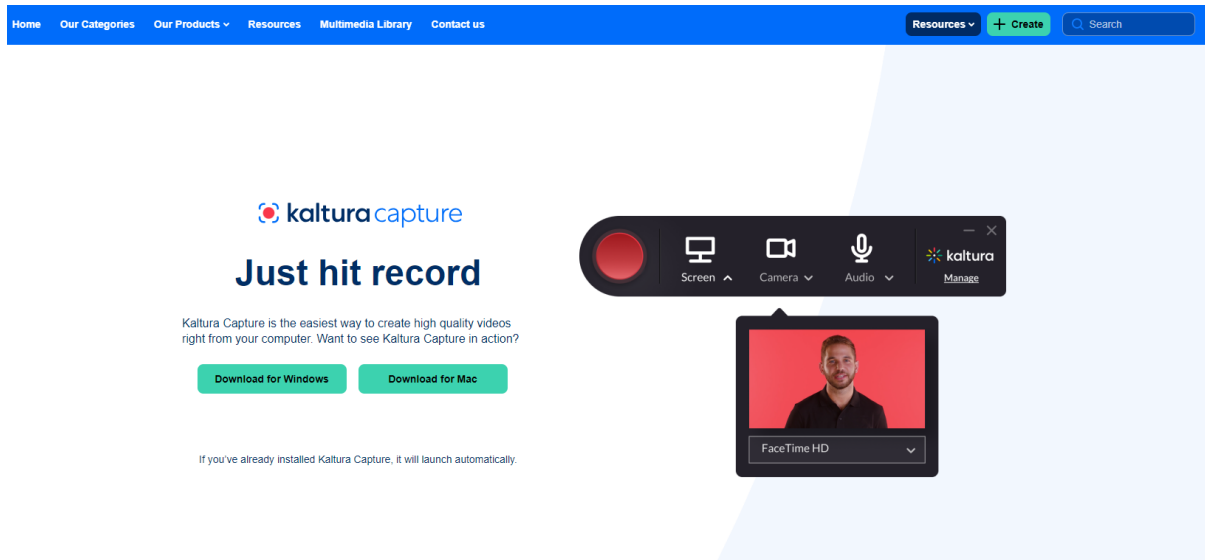 Home Our Categories Our Products Resources Multimedia Library Contact us Resources + Create Search
kaltura capture
Just hit record
Kaltura Capture is the easiest way to create high quality videos
right from your computer. Want to see Kaltura Capture in action?
Download for Windows Download for Mac
If you've already installed Kaltura Capture, it will launch automatically.
Screen Camera Audio
kaltura
Manage
FaceTime HD